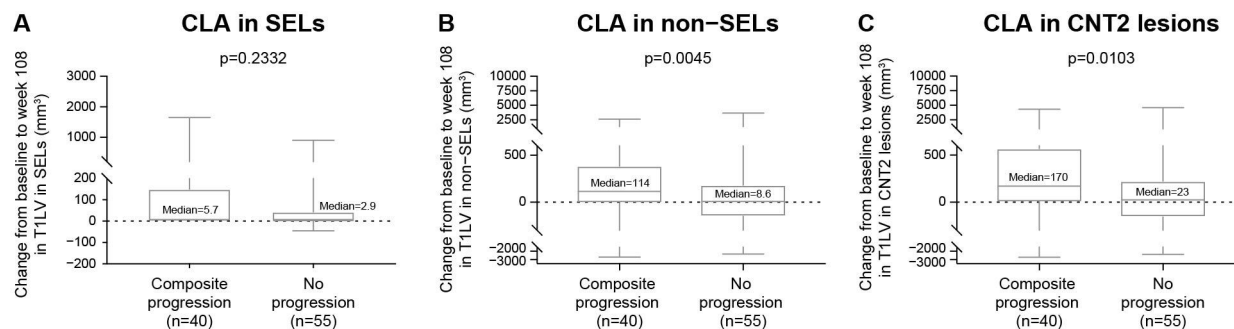 A
CLA in SELs
p=0.2332
Change from baseline to week 108
in T1LV in SELs (mm³)
3000
2000
1000
200
100
0
−100
−200
Median=5.7
Median=2.9
Composite
progression
(n=40)
No
progression
(n=55)
B
CLA in non−SELs
p=0.0045
Change from baseline to week 108
in T1LV in non−SELs (mm³)
10000
7500
5000
2500
500
0
−2000
−3000
Median=114
Median=8.6
Composite
progression
(n=40)
No
progression
(n=55)
C
CLA in CNT2 lesions
p=0.0103
Change from baseline to week 108
in T1LV in CNT2 lesions (mm³)
10000
7500
5000
2500
500
0
−2000
−3000
Median=170
Median=23
Composite
progression
(n=40)
No
progression
(n=55)